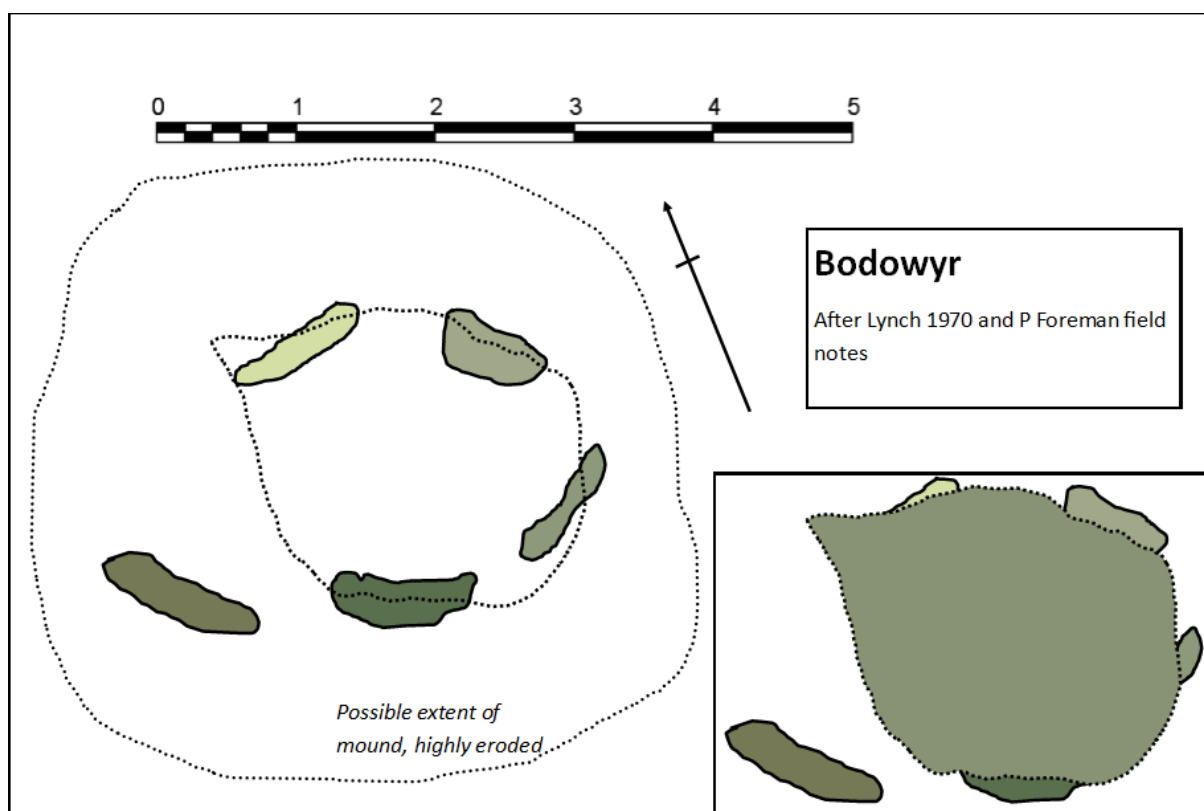 0 1 2 3 4 5
Bodowyr
After Lynch 1970 and P Foreman field
notes
Possible extent of
mound, highly eroded